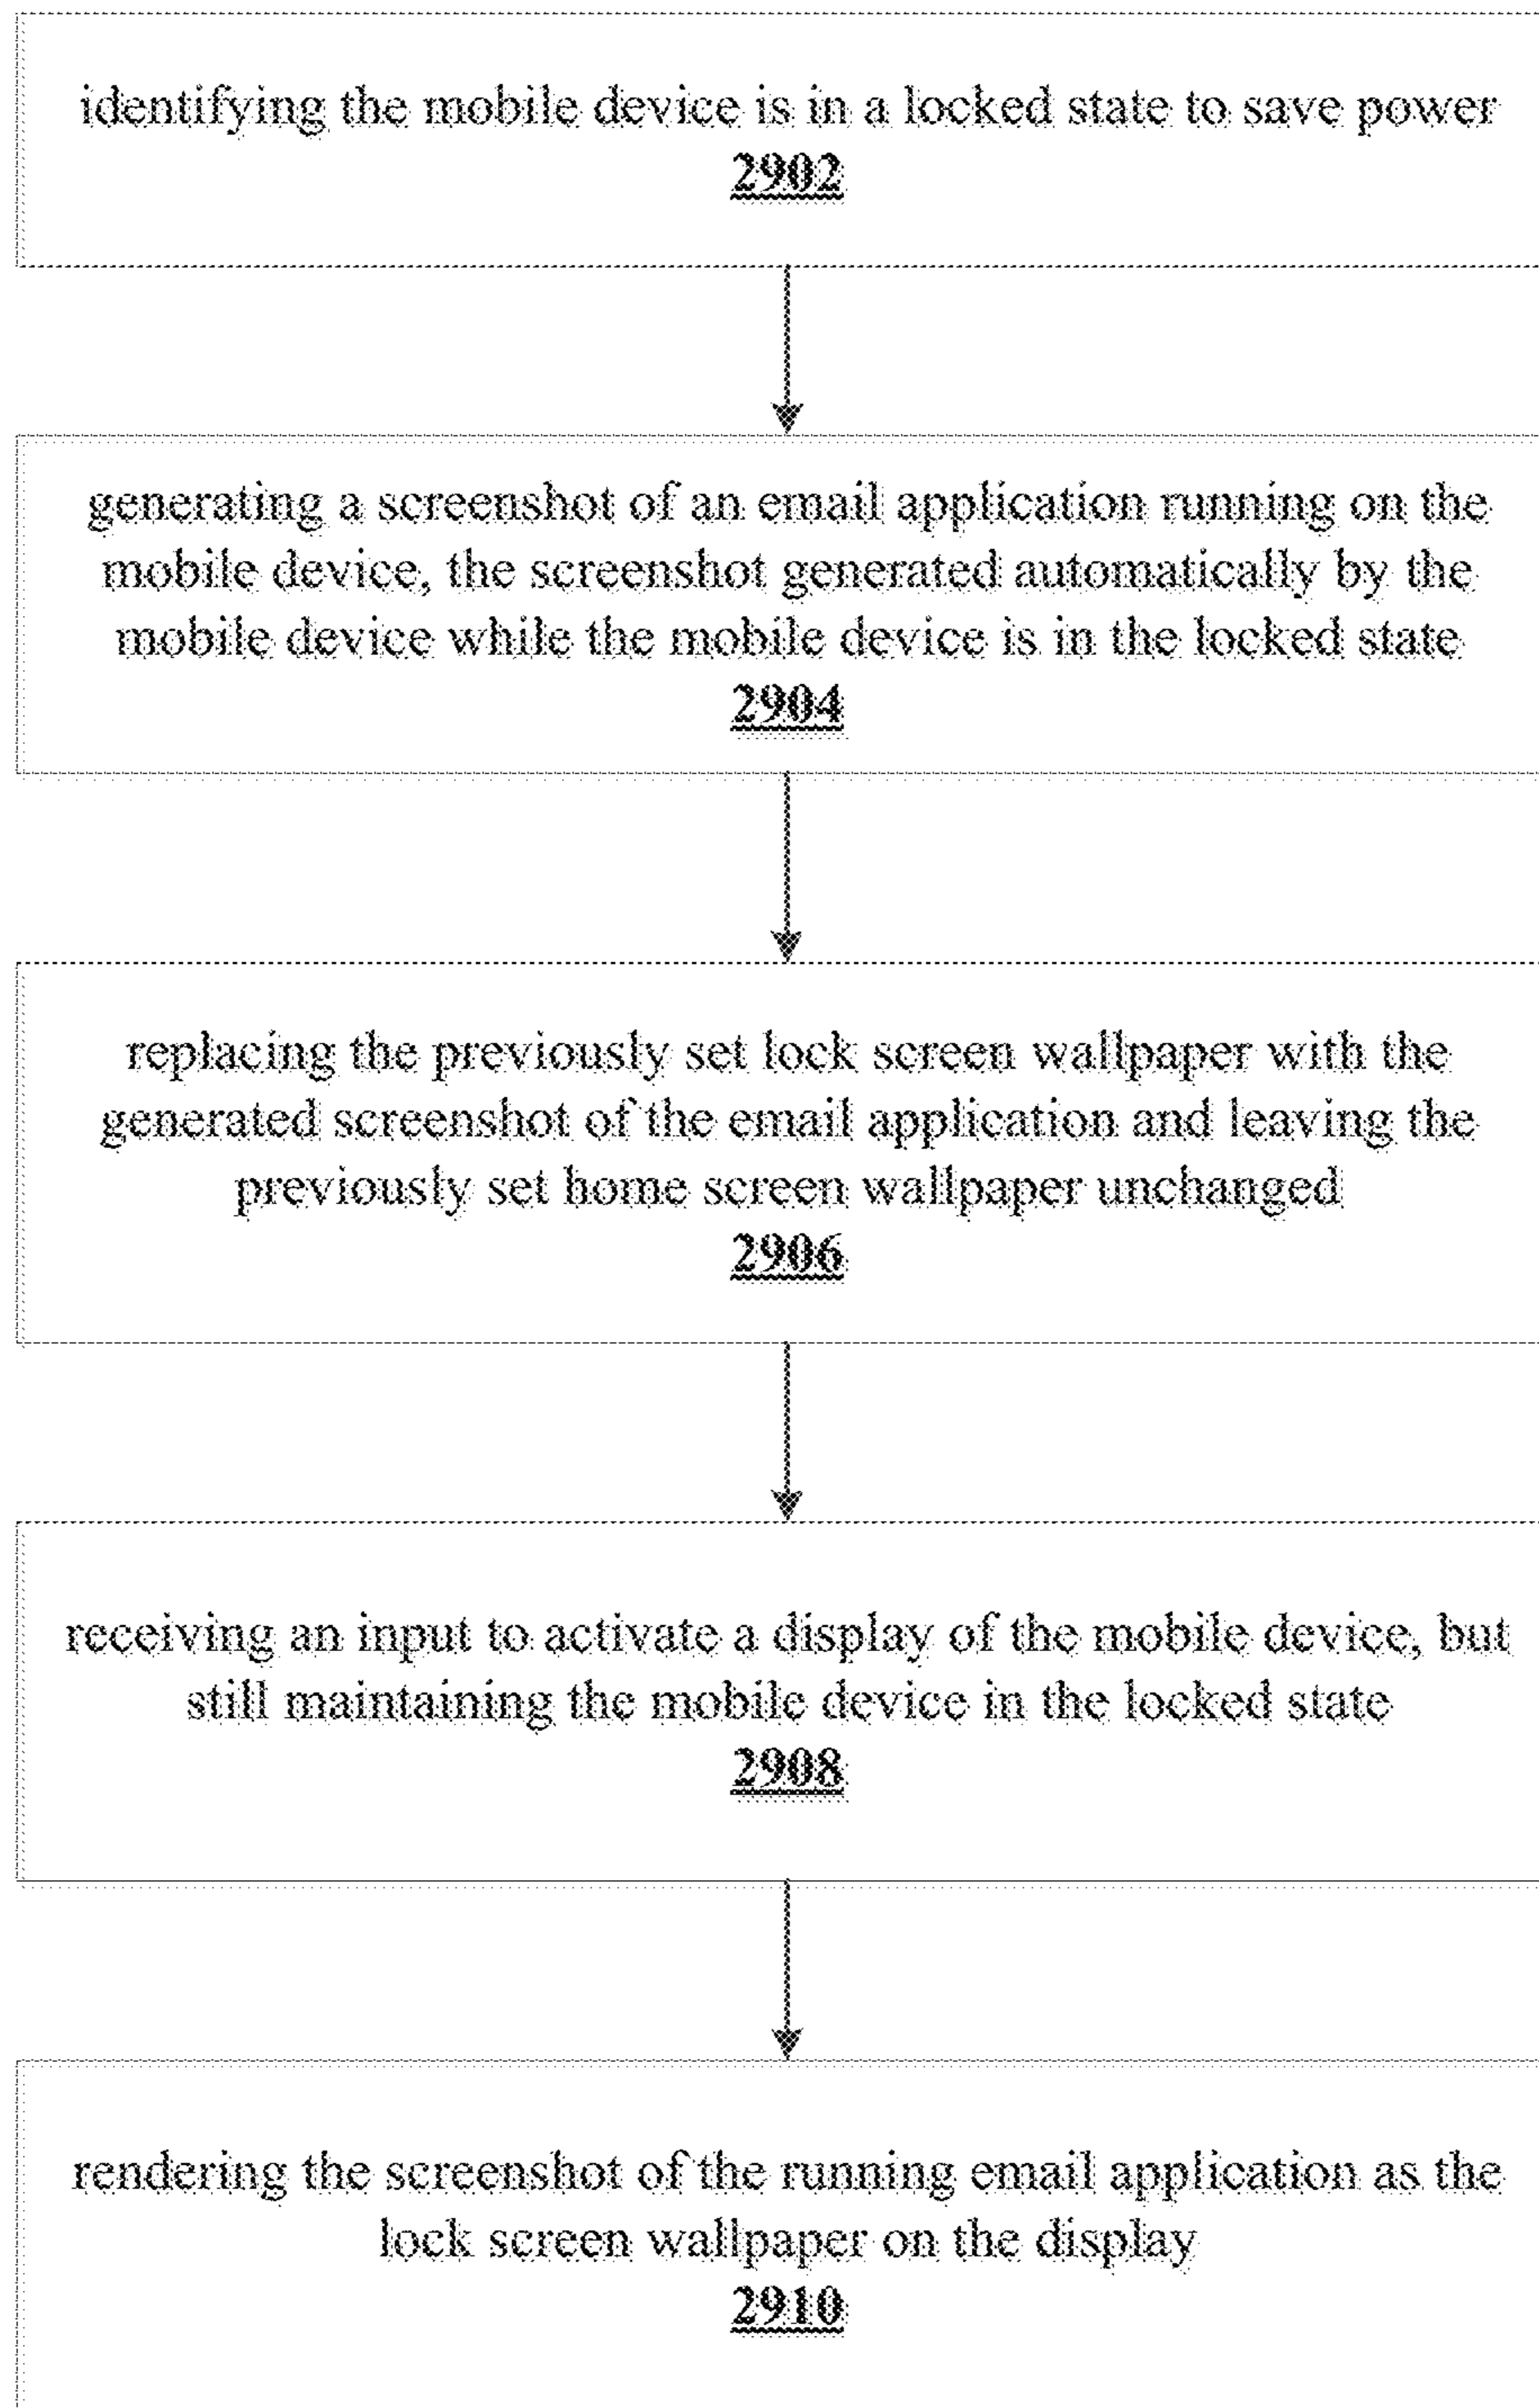 identifying the mobile device is in a locked state to save power
2902
generating a screenshot of an email application running on the
mobile device, the screenshot generated automatically by the
mobile device while the mobile device is in the locked state
2904
replacing the previously set lock screen wallpaper with the
generated screenshot of the email application and leaving the
previously set home screen wallpaper unchanged
2906
receiving an input to activate a display of the mobile device, but
still maintaining the mobile device in the locked state
2908
rendering the screenshot of the running email application as the
lock screen wallpaper on the display
2910